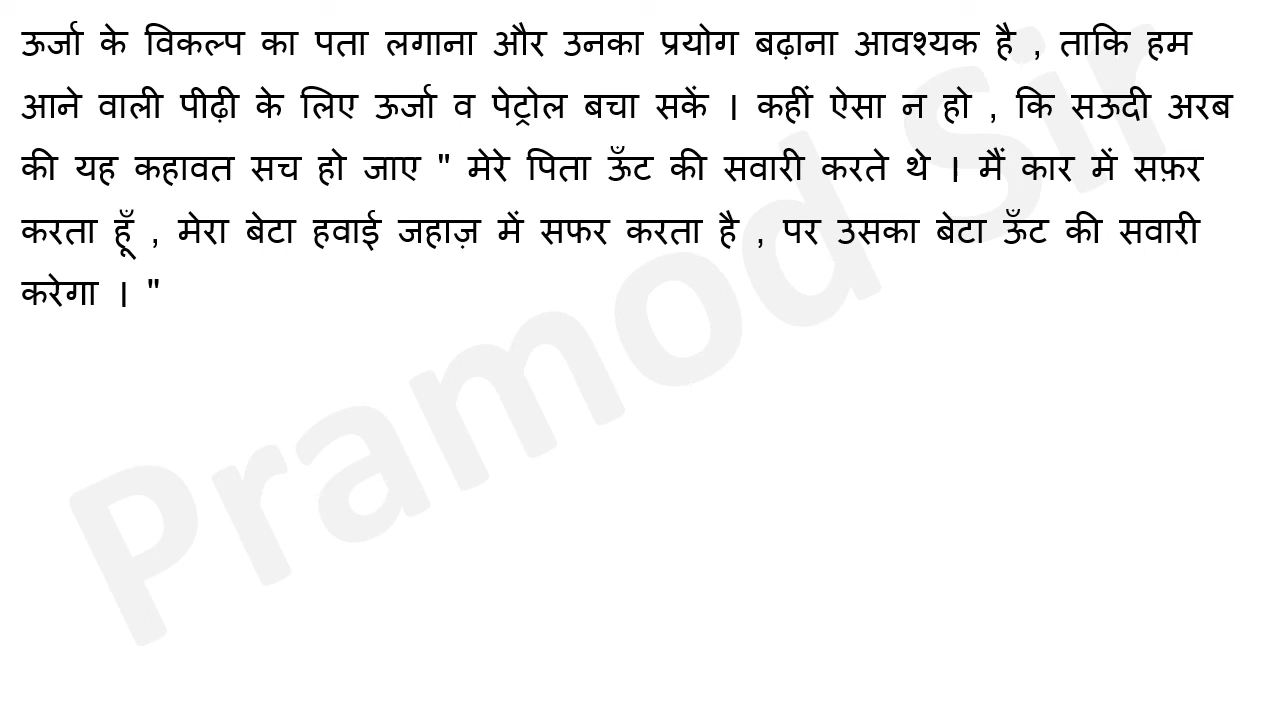 ऊर्जा के विकल्प का पता लगाना और उनका प्रयोग बढ़ाना आवश्यक है , ताकि हम
आने वाली पीढ़ी के लिए ऊर्जा व पेट्रोल बचा सकें । कहीं ऐसा न हो , कि सऊदी अरब
की यह कहावत सच हो जाए " मेरे पिता ऊँट की सवारी करते थे । मैं कार में सफ़र
करता हूँ , मेरा बेटा हवाई जहाज़ में सफर करता है , पर उसका बेटा ऊँट की सवारी
करेगा । "
Pramod Sir